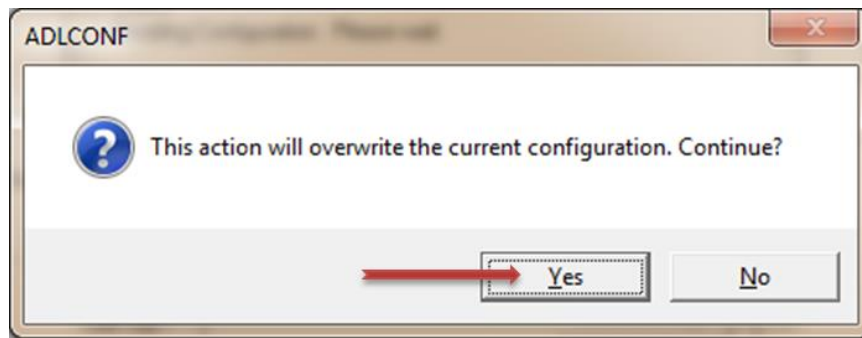 ADLCONF
This action will overwrite the current configuration. Continue?
Yes
No